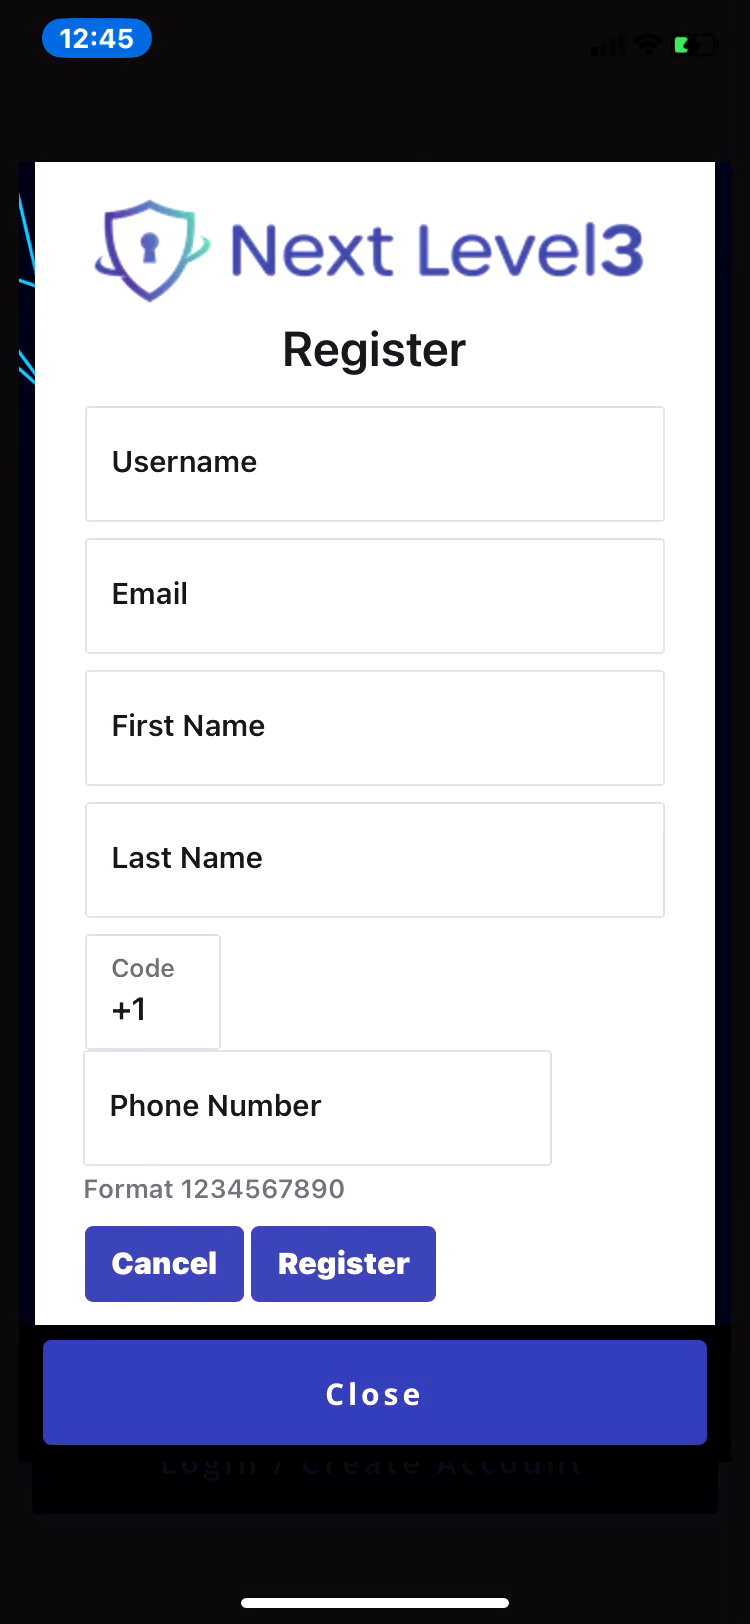 12:45
Next Level3
Register
Username
Email
First Name
Last Name
Code
+1
Phone Number
Format 1234567890
Cancel Register
Close
Login / Create Account